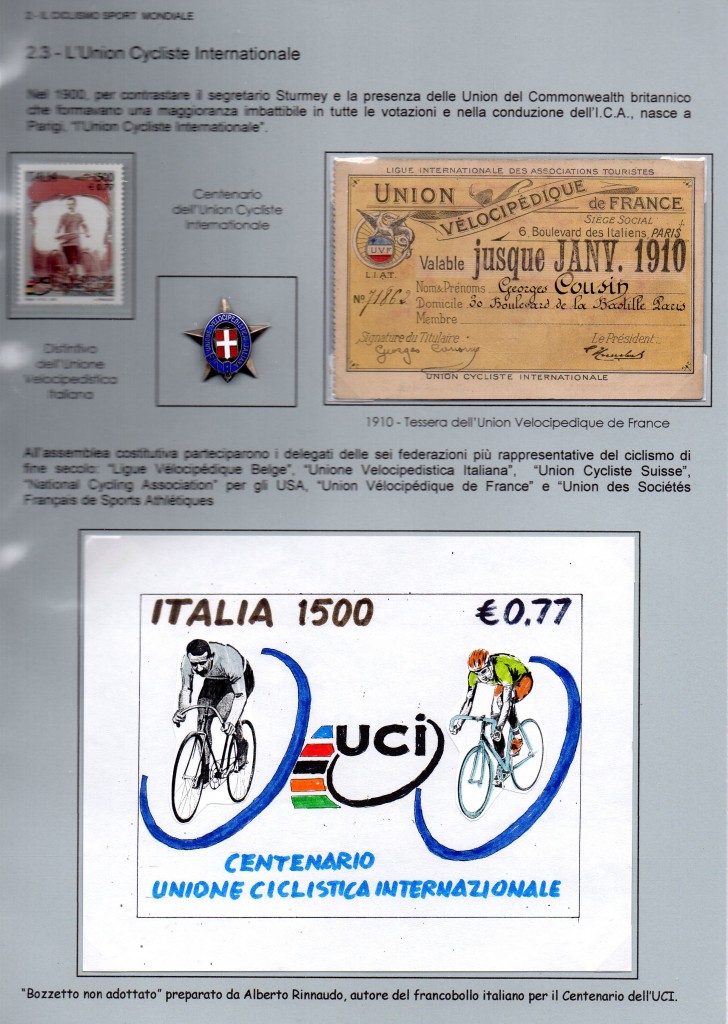 2 - IL CICLISMO SPORT MONDIALE
2.3 - L'Union Cycliste Internationale
Nel 1900, per contrastare il segretario Sturmey e la presenza delle Union del Commonwealth britannico
che formavano una maggioranza imbattibile in tutte le votazioni e nella conduzione dell'I.C.A., nasce a
Parigi, "l'Union Cycliste Internationale".
ITALIA 1500
€ 0,77
Centenario
dell'Union Cycliste
Internationale
Distintivo
dell'Unione
Velocipedistica
Italiana
LIGUE INTERNATIONALE DES ASSOCIATIONS TOURISTES
UNION
VÉLOCIPÉDIQUE
de FRANCE
SIÈGE SOCIAL
6, Boulevard des Italiens, PARIS
U.V.F
L.I.A.T.
Valable jusque JANV. 1910
Nom & Prénoms Georges Cousin
No 71862
Domicile 30 Boulevard de la Bastille Paris
Membre
Signature du Titulaire
Le Président
UNION CYCLISTE INTERNATIONALE
1910 - Tessera dell'Union Velocipedique de France
All'assemblea costitutiva parteciparono i delegati delle sei federazioni più rappresentative del ciclismo di
fine secolo: "Ligue Vélocipédique Belge", "Unione Velocipedistica Italiana", "Union Cycliste Suisse",
"National Cycling Association" per gli USA, "Union Vélocipédique de France" e "Union des Sociétés
Français de Sports Athlétiques
ITALIA 1500
€0.77
UCI
CENTENARIO
UNIONE CICLISTICA INTERNAZIONALE
"Bozzetto non adottato" preparato da Alberto Rinnaudo, autore del francobollo italiano per il Centenario dell'UCI.